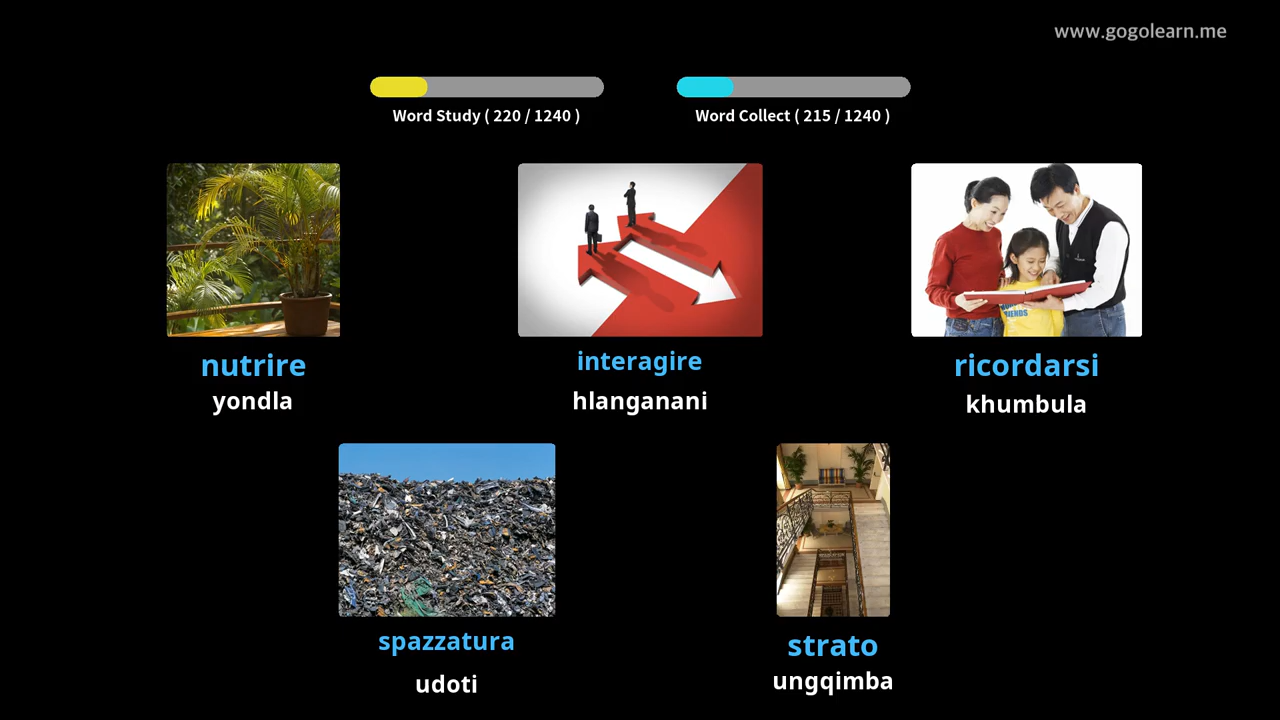 www.gogolearn.me
Word Study ( 220 / 1240 )
Word Collect ( 215 / 1240 )
nutrire
yondla
interagire
hlanganani
FRIENDS
ricordarsi
khumbula
spazzatura
udoti
strato
ungqimba